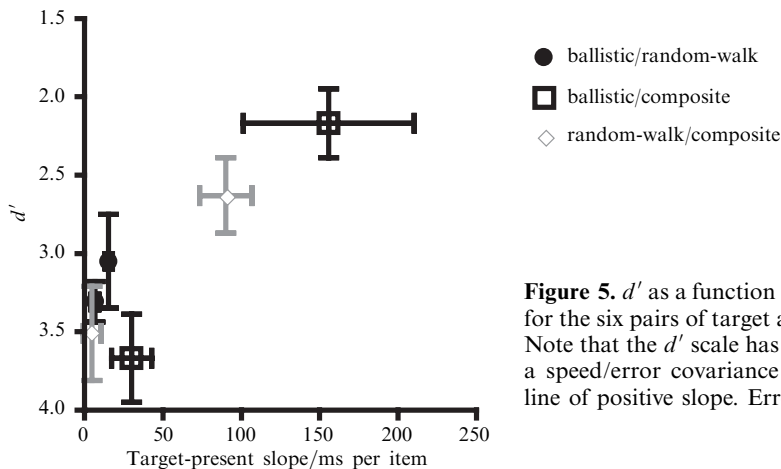 1.5
2.0
2.5
3.0
3.5
4.0
d′
0 50 100 150 200 250
Target-present slope/ms per item
ballistic/random-walk
ballistic/composite
random-walk/composite
Figure 5. d′ as a function
for the six pairs of target a
Note that the d′ scale has
a speed/error covariance
line of positive slope. Err